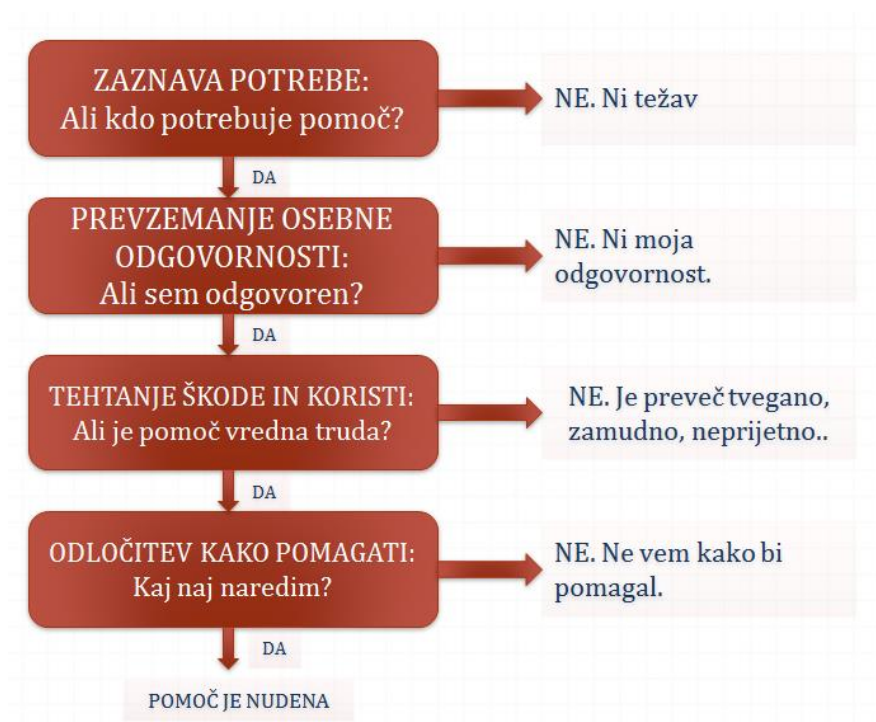 ZAZNAVA POTREBE:
Ali kdo potrebuje pomoč?
NE. Ni težav
DA
PREVZEMANJE OSEBNE
ODGOVORNOSTI:
Ali sem odgovoren?
NE. Ni moja
odgovornost.
DA
TEHTANJE ŠKODE IN KORISTI:
Ali je pomoč vredna truda?
NE. Je preveč tvegano,
zamudno, neprijetno..
DA
ODLOČITEV KAKO POMAGATI:
Kaj naj naredim?
NE. Ne vem kako bi
pomagal.
DA
POMOČ JE NUDENA